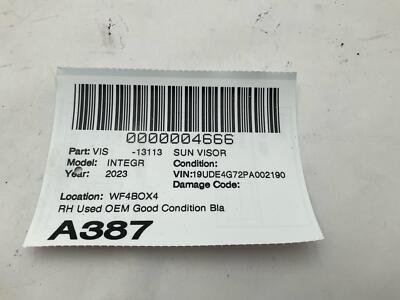 0000004666
Part: VIS -13113 SUN VISOR
Model: INTEGR Condition:
Year: 2023 VIN:19UDE4G72PA002190
Damage Code:
Location: WF4BOX4
RH Used OEM Good Condition Bla
A387